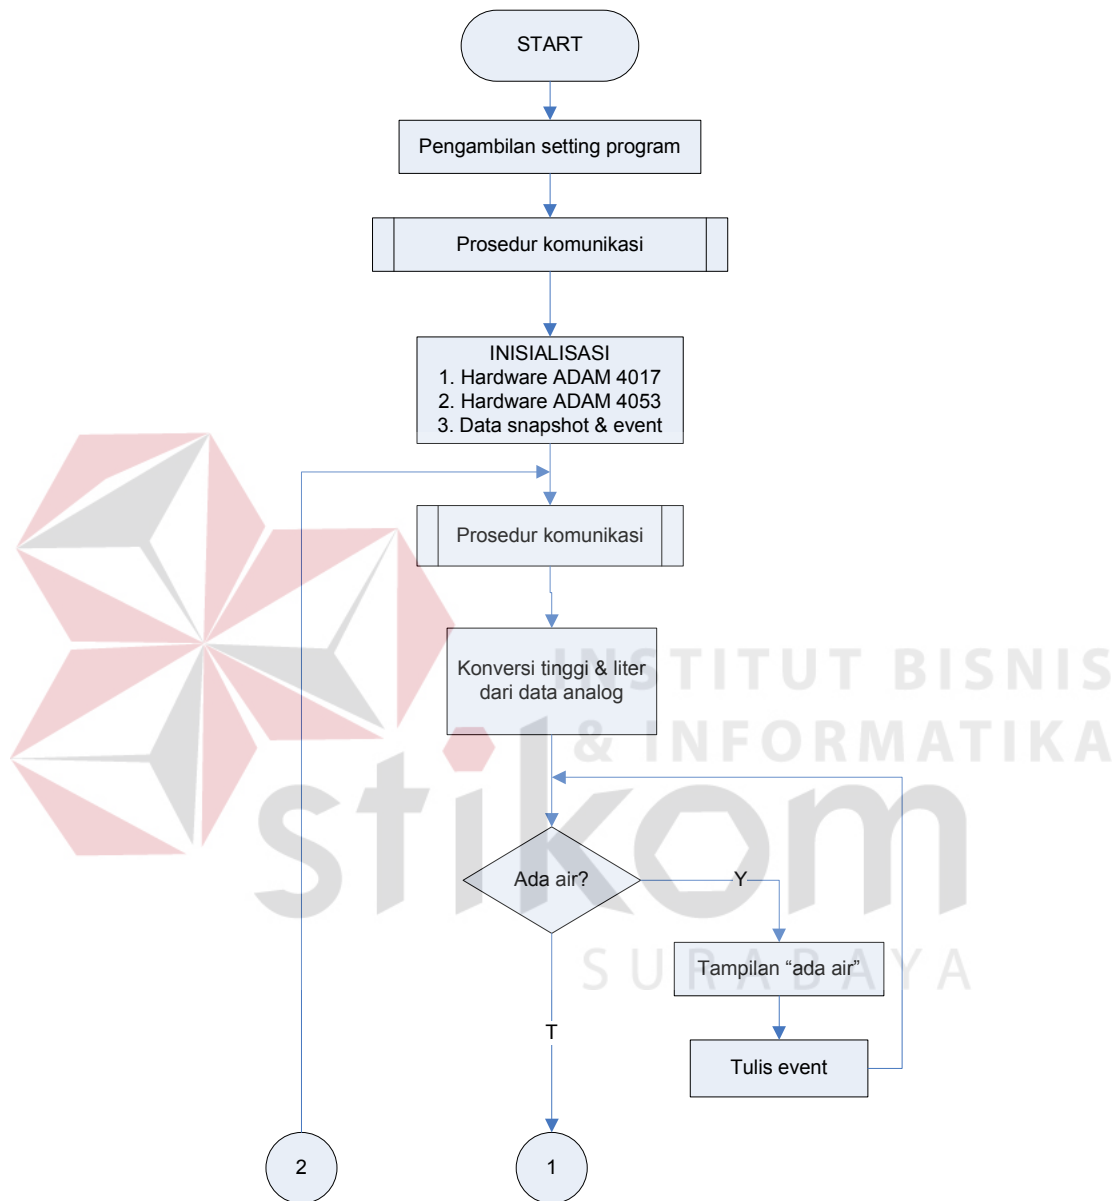 START
Pengambilan setting program
Prosedur komunikasi
INISIALISASI
1. Hardware ADAM 4017
2. Hardware ADAM 4053
3. Data snapshot & event
Prosedur komunikasi
Konversi tinggi & liter
dari data analog
INSTITUT BISNIS
& INFORMATIKA
stikom
SURABAYA
Ada air?
Y
Tampilan “ada air”
T
Tulis event
2
1